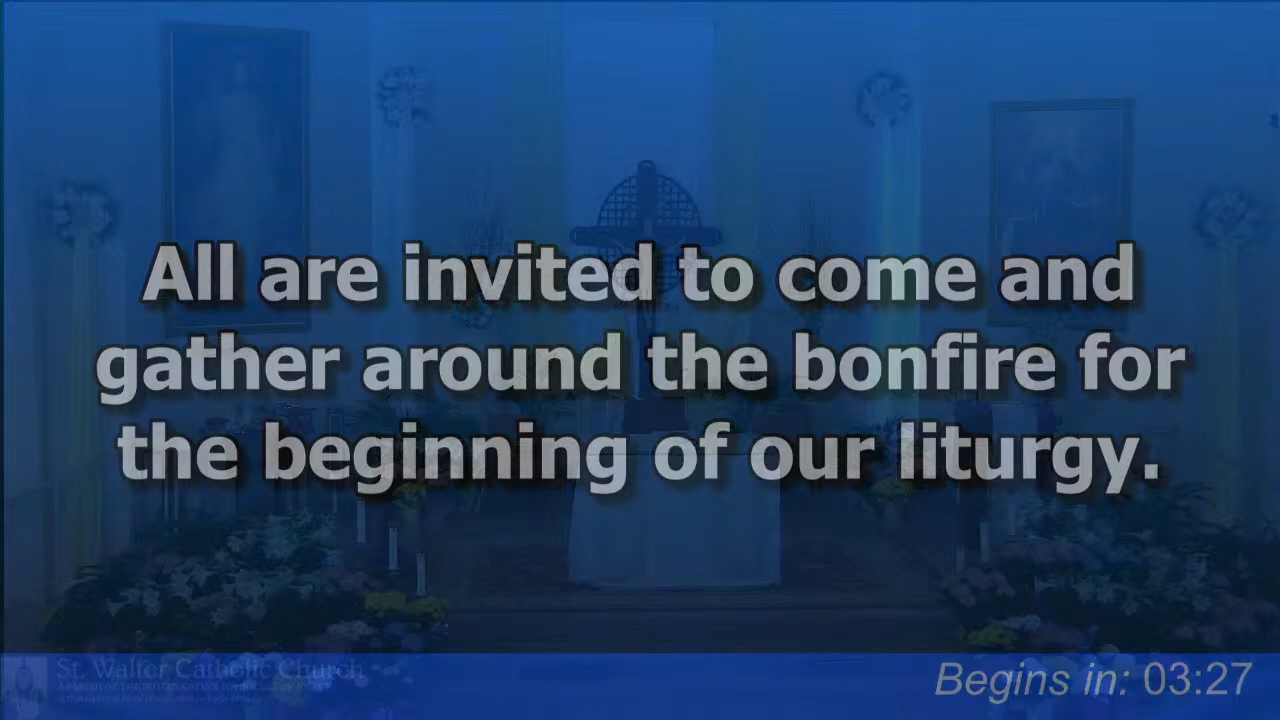 All are invited to come and
gather around the bonfire for
the beginning of our liturgy.
St. Walter Catholic Church
Begins in: 03:27